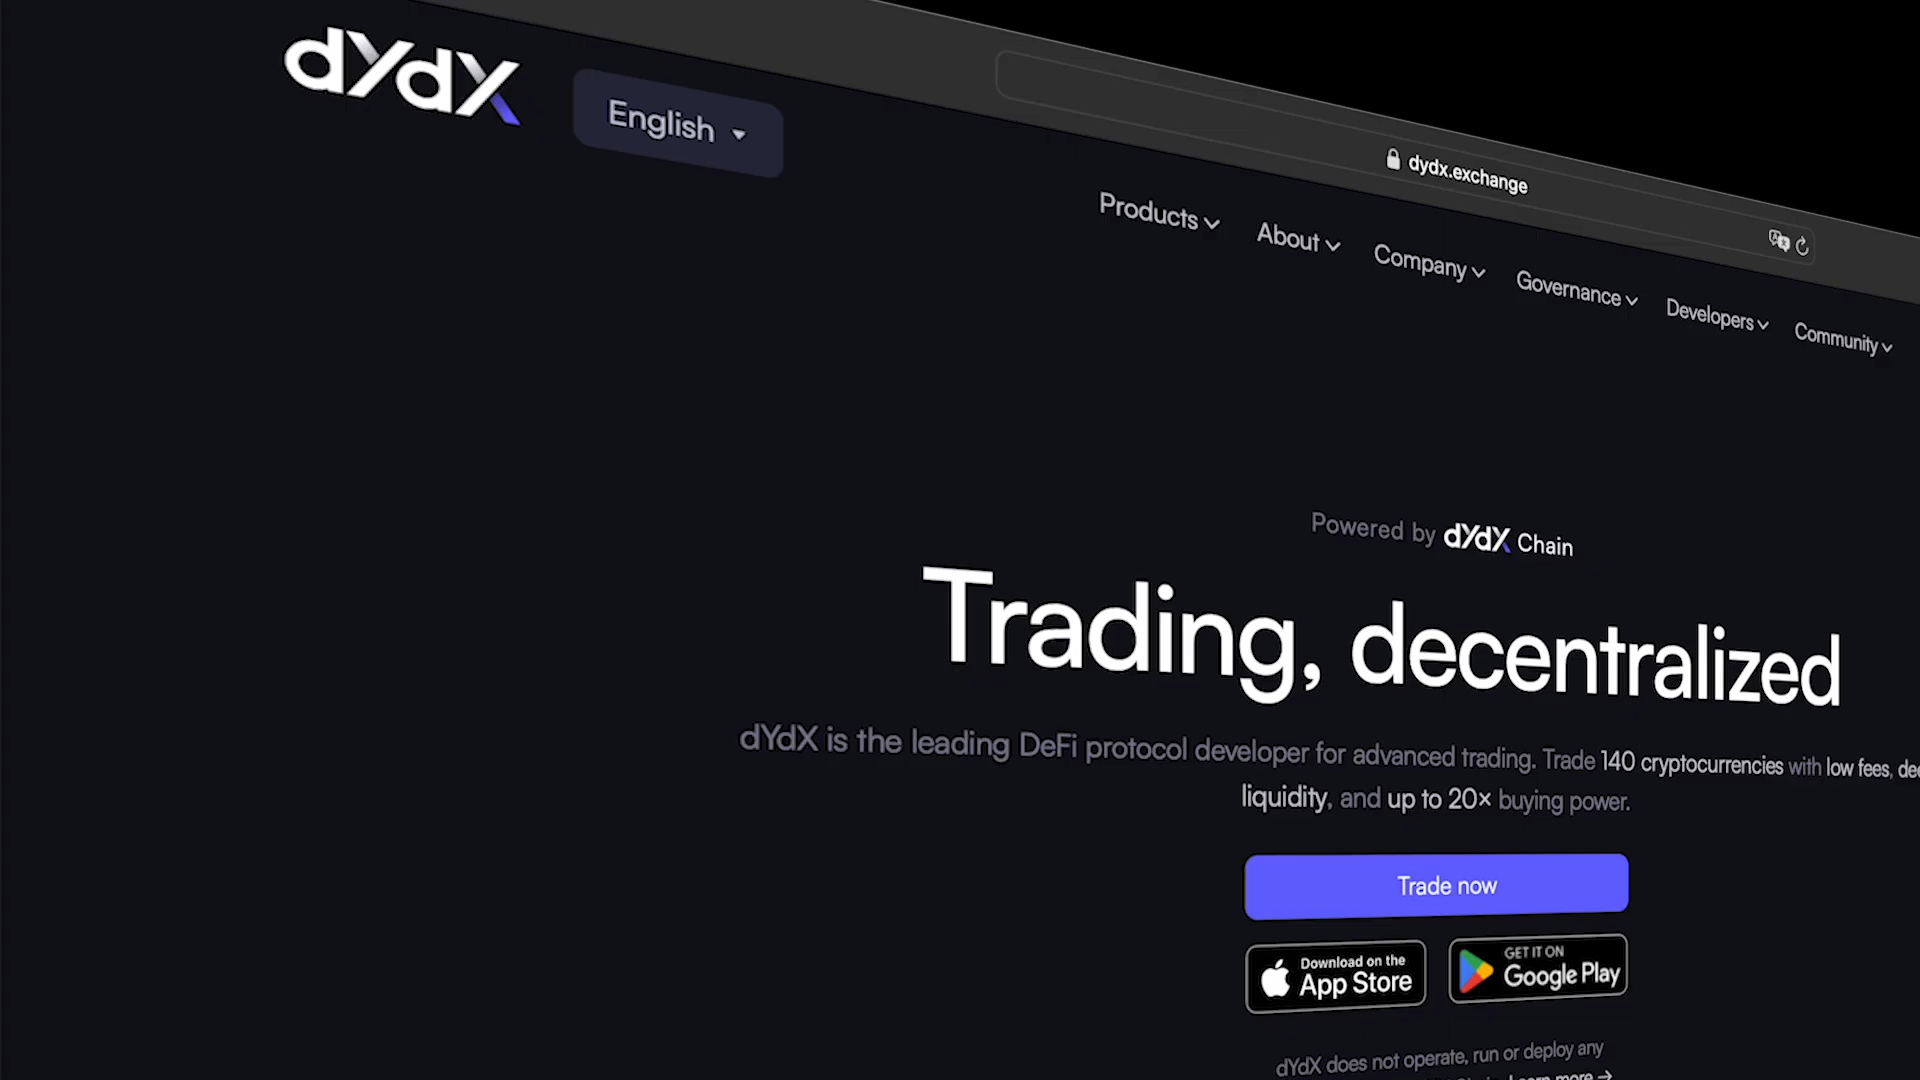 dYdX
English
dydx.exchange
Products
About
Company
Governance
Developers
Community
Powered by dYdX Chain
Trading, decentralized
dYdX is the leading DeFi protocol developer for advanced trading. Trade 140 cryptocurrencies with low fees,
liquidity, and up to 20× buying power.
Trade now
Download on the
App Store
GET IT ON
Google Play
dYdX does not operate, run or deploy any
more →